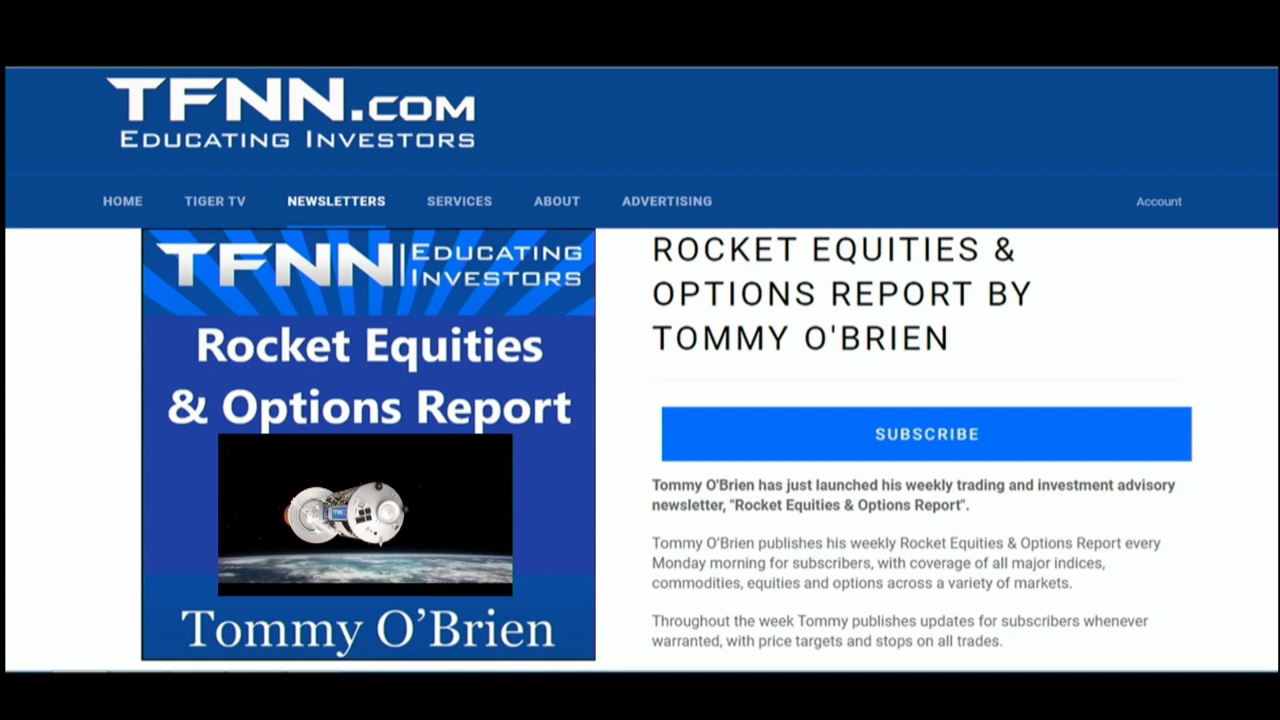 TFNN.COM
EDUCATING INVESTORS
HOME TIGER TV NEWSLETTERS SERVICES ABOUT ADVERTISING Account
TFNN EDUCATING
INVESTORS
Rocket Equities
& Options Report
TFNN
Tommy O’Brien
ROCKET EQUITIES &
OPTIONS REPORT BY
TOMMY O'BRIEN
SUBSCRIBE
Tommy O'Brien has just launched his weekly trading and investment advisory
newsletter, "Rocket Equities & Options Report".
Tommy O’Brien publishes his weekly Rocket Equities & Options Report every
Monday morning for subscribers, with coverage of all major indices,
commodities, equities and options across a variety of markets.
Throughout the week Tommy publishes updates for subscribers whenever
warranted, with price targets and stops on all trades.